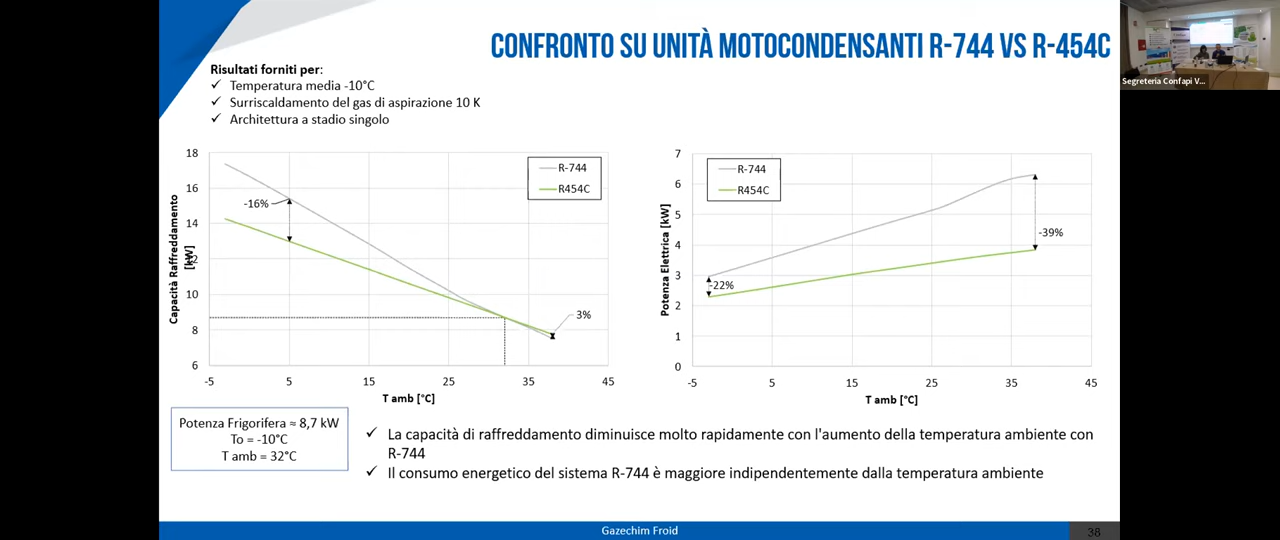 CONFRONTO SU UNITÀ MOTOCONDENSANTI R-744 VS R-454C
Segreteria Confapi V...
Risultati forniti per:
✓ Temperatura media -10°C
✓ Surriscaldamento del gas di aspirazione 10 K
✓ Architettura a stadio singolo
Capacità Raffreddamento
[kW]
18
16
14
12
10
8
6
R-744
R454C
-16%
3%
-5
5
15
25
35
45
T amb [°C]
Potenza Elettrica [kW]
7
6
5
4
3
2
1
0
R-744
R454C
-22%
-39%
-5
5
15
25
35
45
T amb [°C]
Potenza Frigorifera ≈ 8,7 kW
To = -10°C
T amb = 32°C
✓ La capacità di raffreddamento diminuisce molto rapidamente con l'aumento della temperatura ambiente con
R-744
✓ Il consumo energetico del sistema R-744 è maggiore indipendentemente dalla temperatura ambiente
Gazechim Froid
38